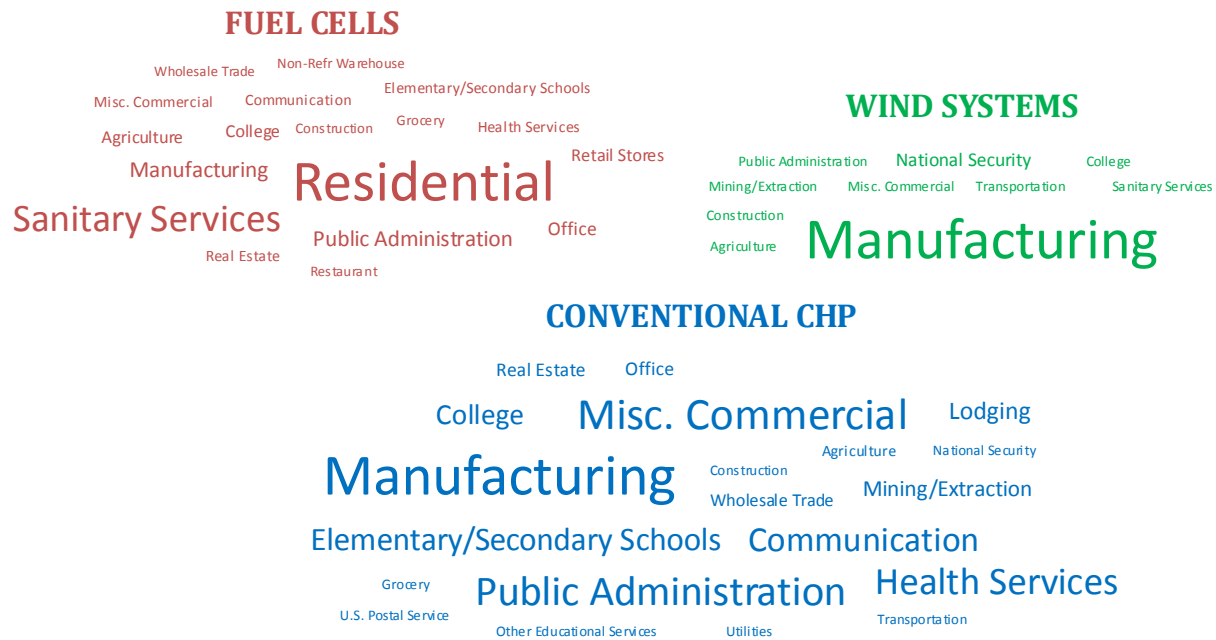 FUEL CELLS
Wholesale Trade
Non-Refr Warehouse
Misc. Commercial
Communication
Elementary/Secondary Schools
Agriculture
College
Construction
Grocery
Health Services
Manufacturing
Residential
Retail Stores
Sanitary Services
Public Administration
Office
Real Estate
Restaurant
WIND SYSTEMS
Public Administration
National Security
College
Mining/Extraction
Misc. Commercial
Transportation
Sanitary Services
Construction
Agriculture
Manufacturing
CONVENTIONAL CHP
Real Estate
Office
College
Misc. Commercial
Lodging
Agriculture
National Security
Manufacturing
Construction
Wholesale Trade
Mining/Extraction
Elementary/Secondary Schools
Communication
Grocery
Public Administration
Health Services
U.S. Postal Service
Transportation
Other Educational Services
Utilities